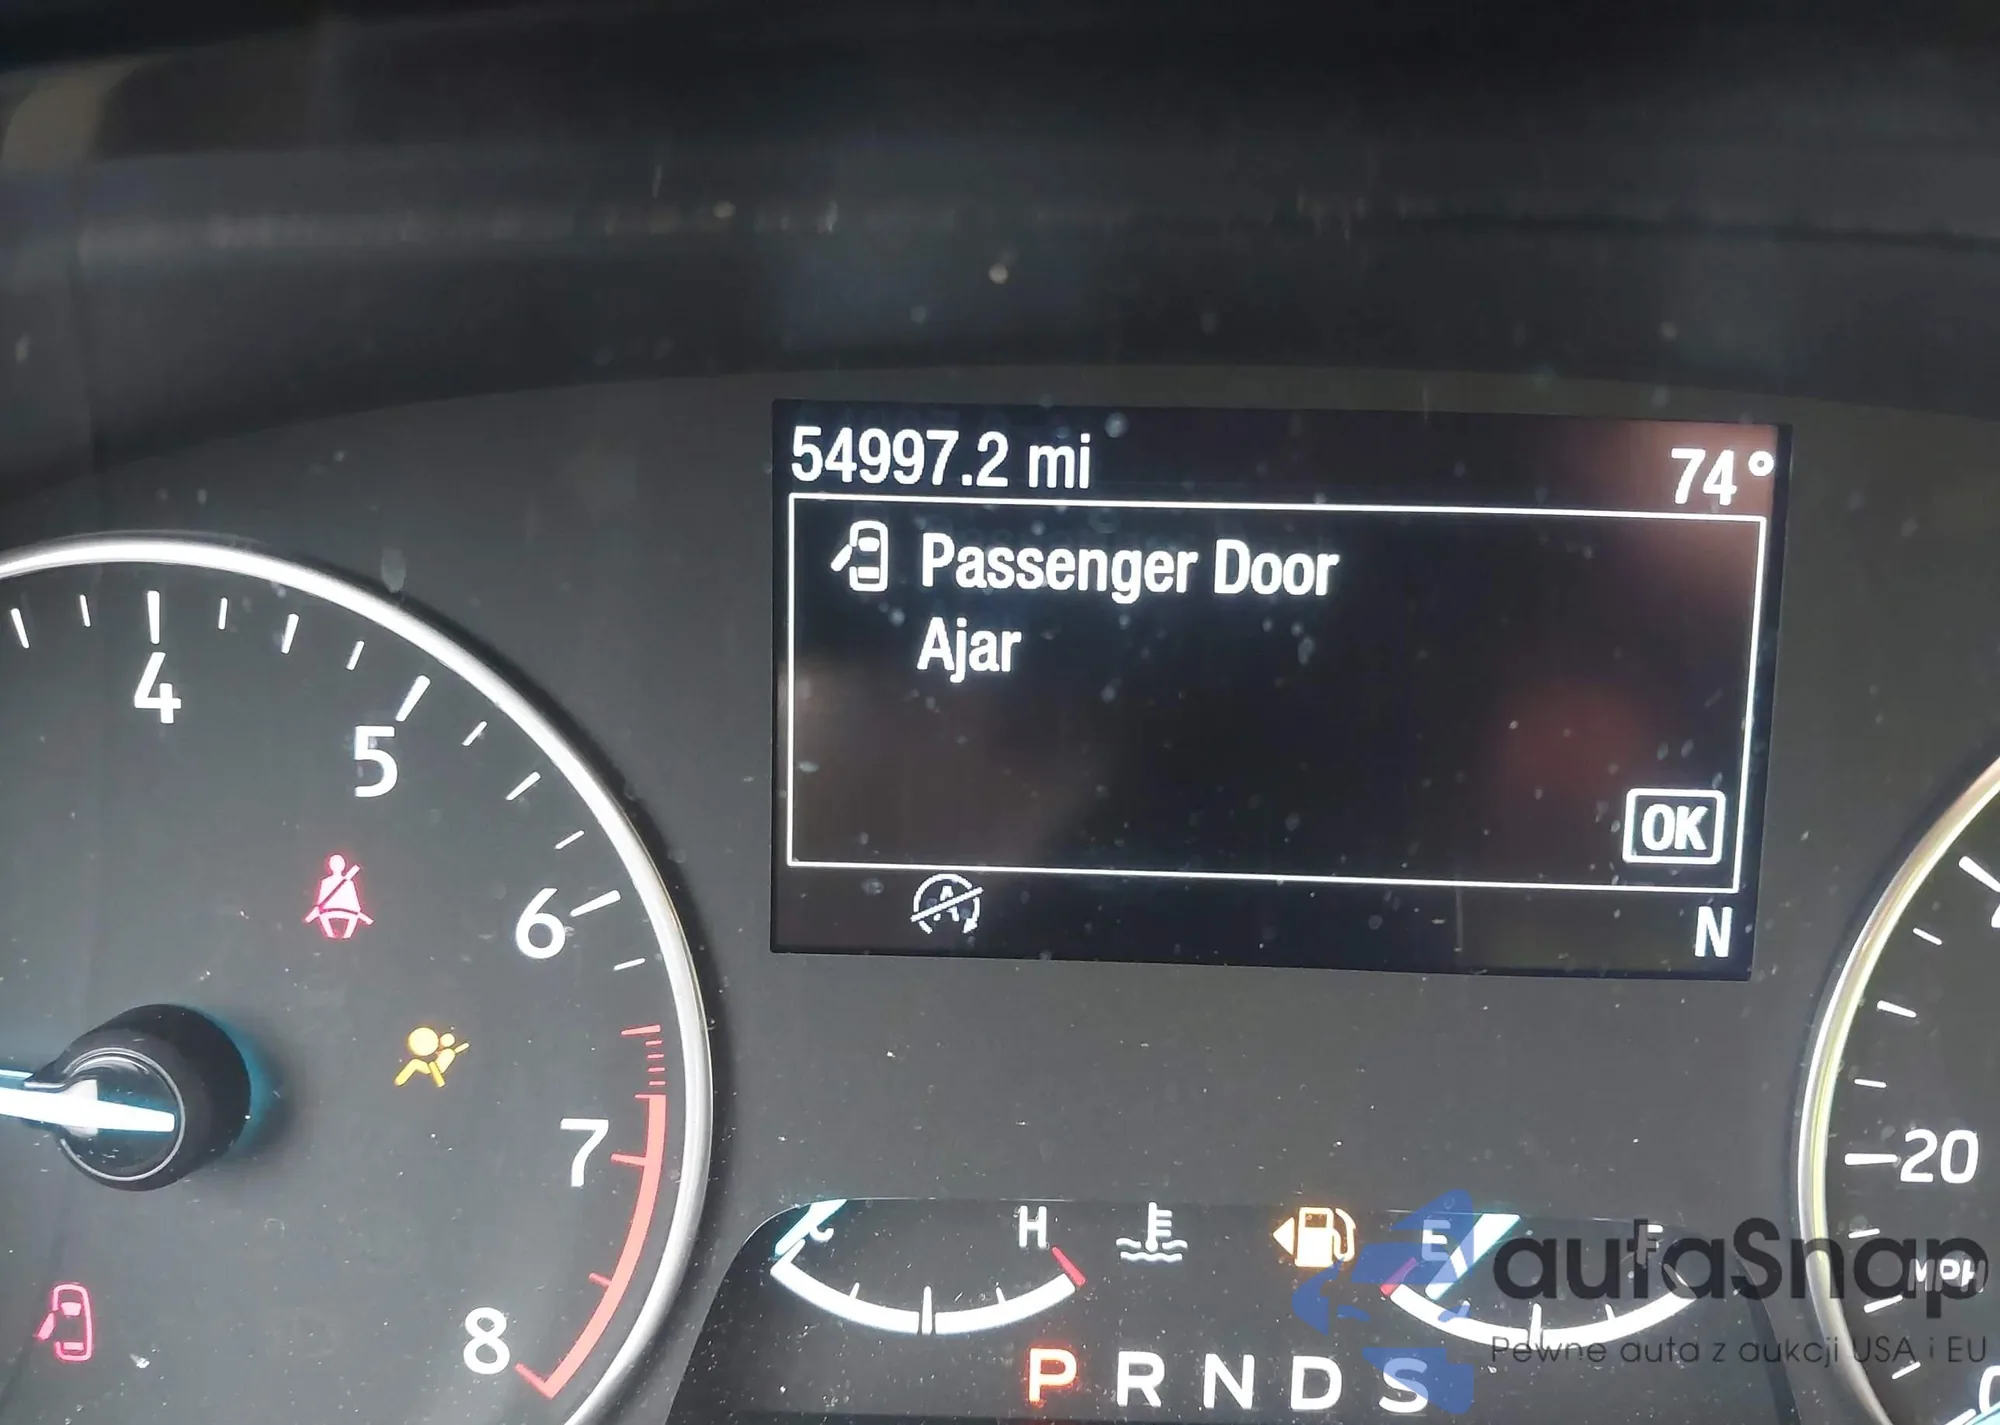 54997.2 mi
74°
Passenger Door
Ajar
OK
N
4
5
6
7
8
C
H
E
F
20
MPH
P R N D S
autaSnap
Pewne auta z aukcji USA i EU